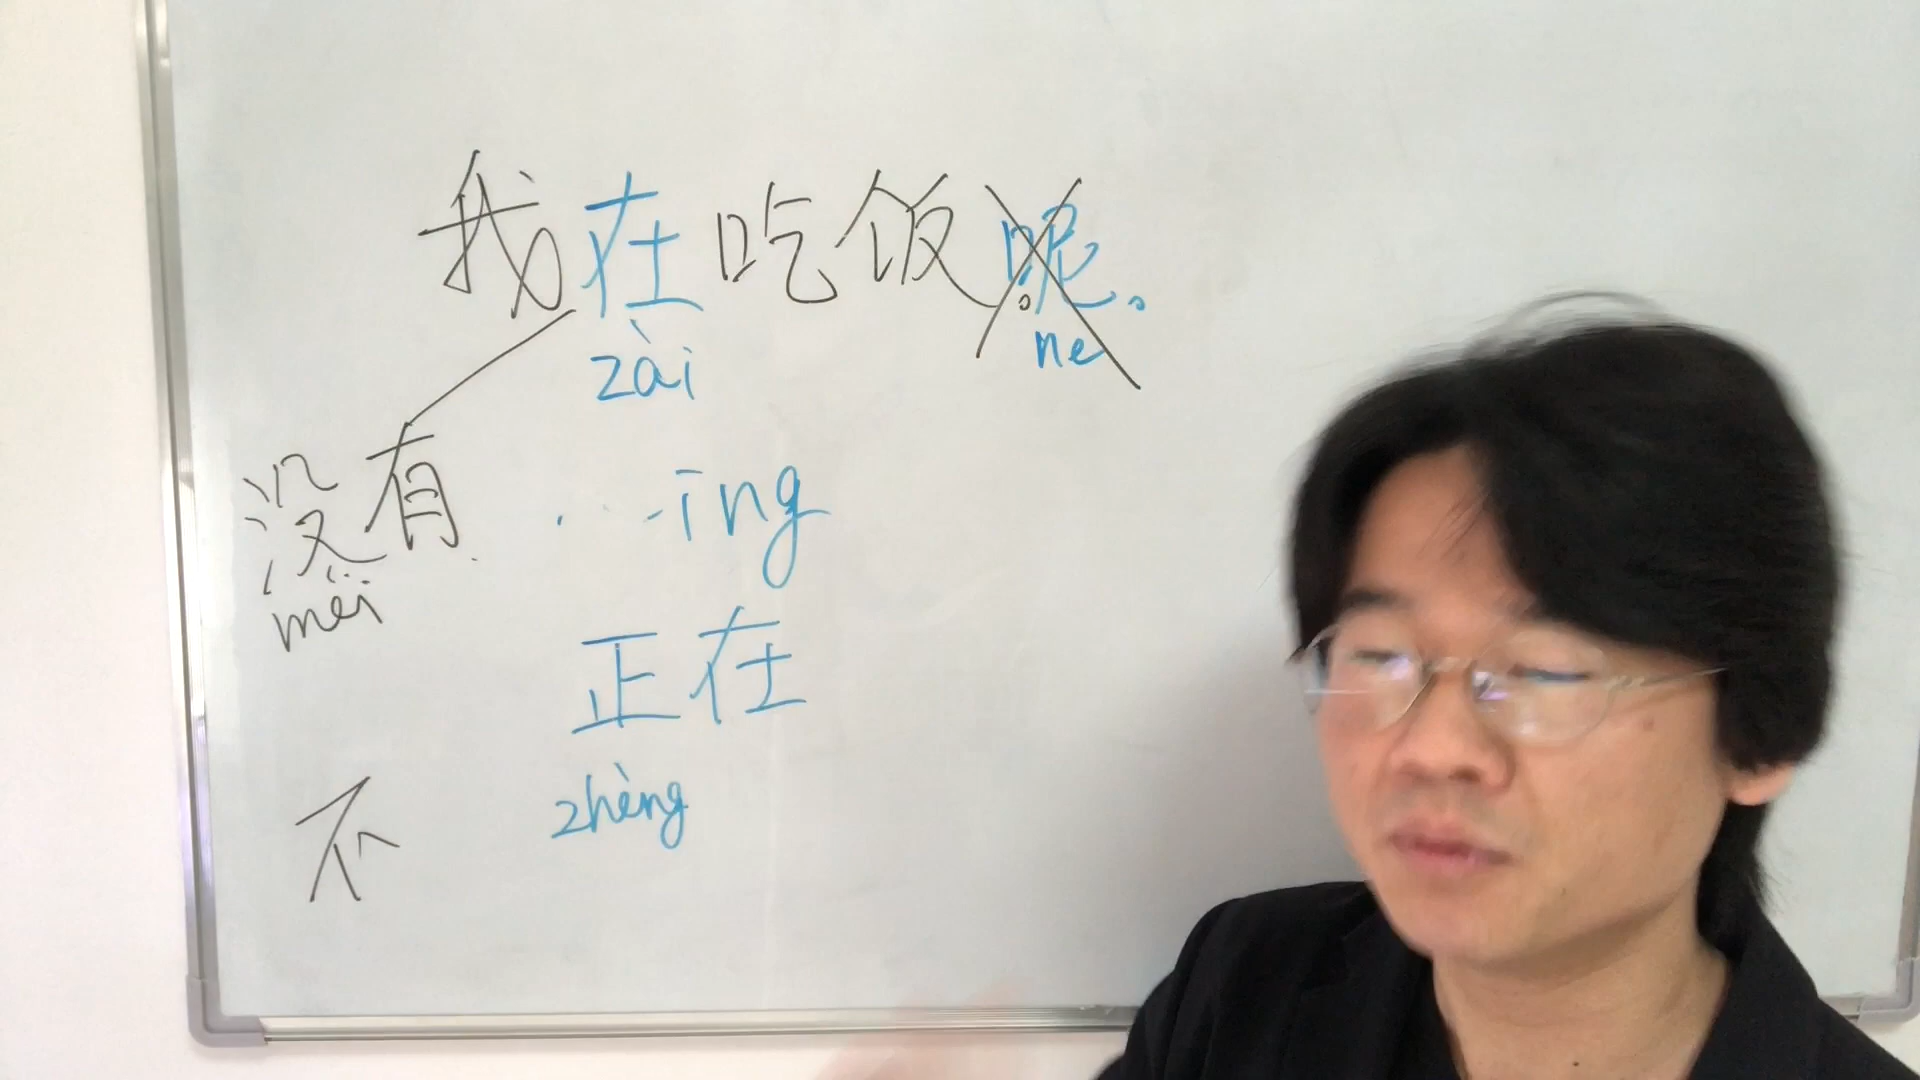 我在吃饭。呢。
zài ne
没有 ...ing
méi
正在
zhèng
不